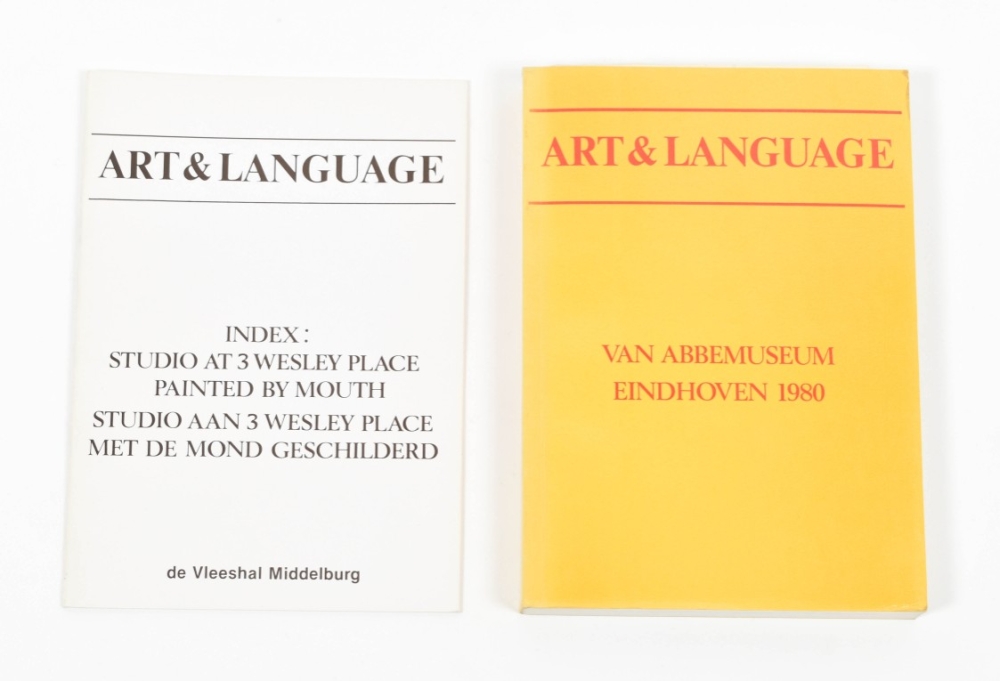 ART & LANGUAGE
INDEX:
STUDIO AT 3 WESLEY PLACE
PAINTED BY MOUTH
STUDIO AAN 3 WESLEY PLACE
MET DE MOND GESCHILDERD
de Vleeshal Middelburg
ART & LANGUAGE
VAN ABBEMUSEUM
EINDHOVEN 1980